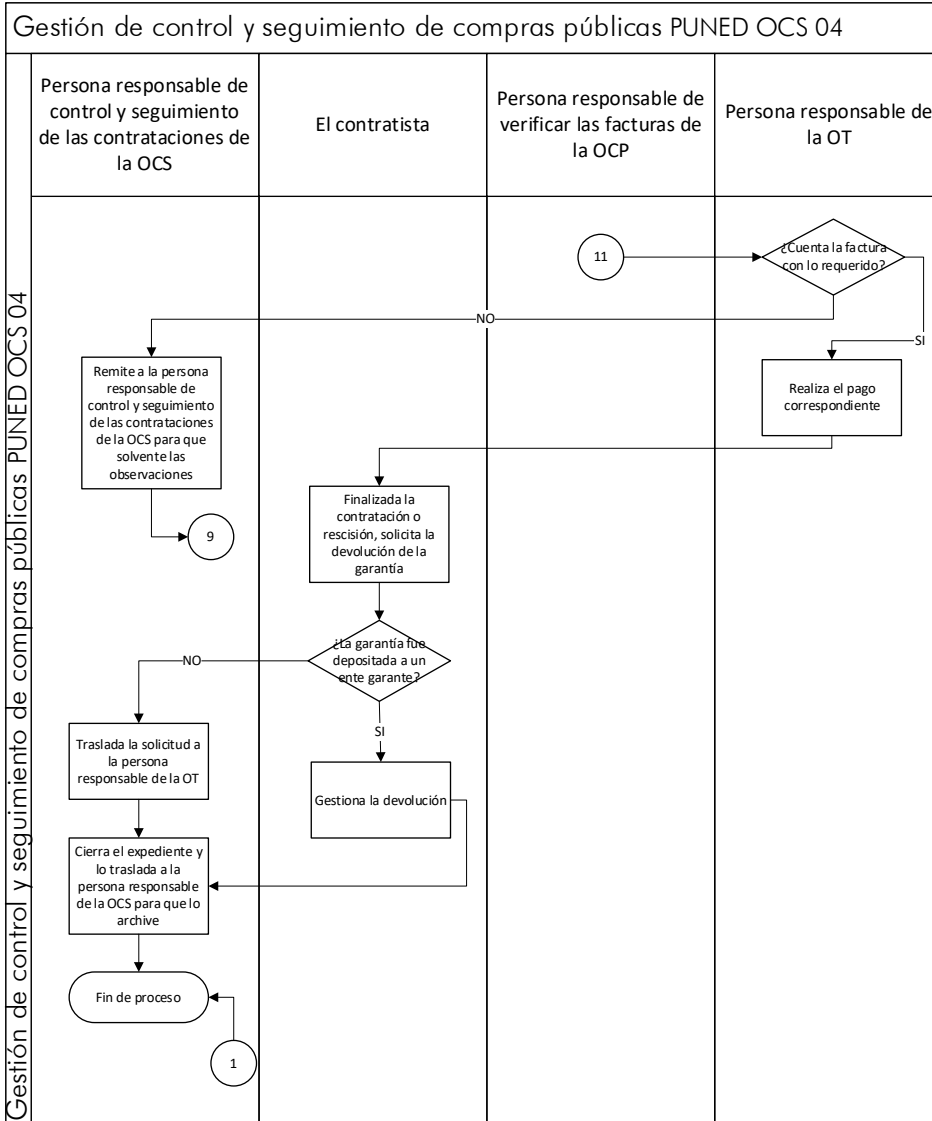 Gestión de control y seguimiento de compras públicas PUNED OCS 04
Gestión de control y seguimiento de compras públicas PUNED OCS 04
Persona responsable de
control y seguimiento
de las contrataciones de
la OCS
El contratista
Persona responsable de
verificar las facturas de
la OCP
Persona responsable de
la OT
11
¿Cuenta la factura
con lo requerido?
NO
SI
Remite a la persona
responsable de
control y seguimiento
de las contrataciones
de la OCS para que
solvente las
observaciones
Realiza el pago
correspondiente
9
Finalizada la
contratación o
rescisión, solicita la
devolución de la
garantía
¿La garantía fue
depositada a un
ente garante?
NO
SI
Traslada la solicitud a
la persona
responsable de la OT
Gestiona la devolución
Cierra el expediente y
lo traslada a la
persona responsable
de la OCS para que lo
archive
Fin de proceso
1